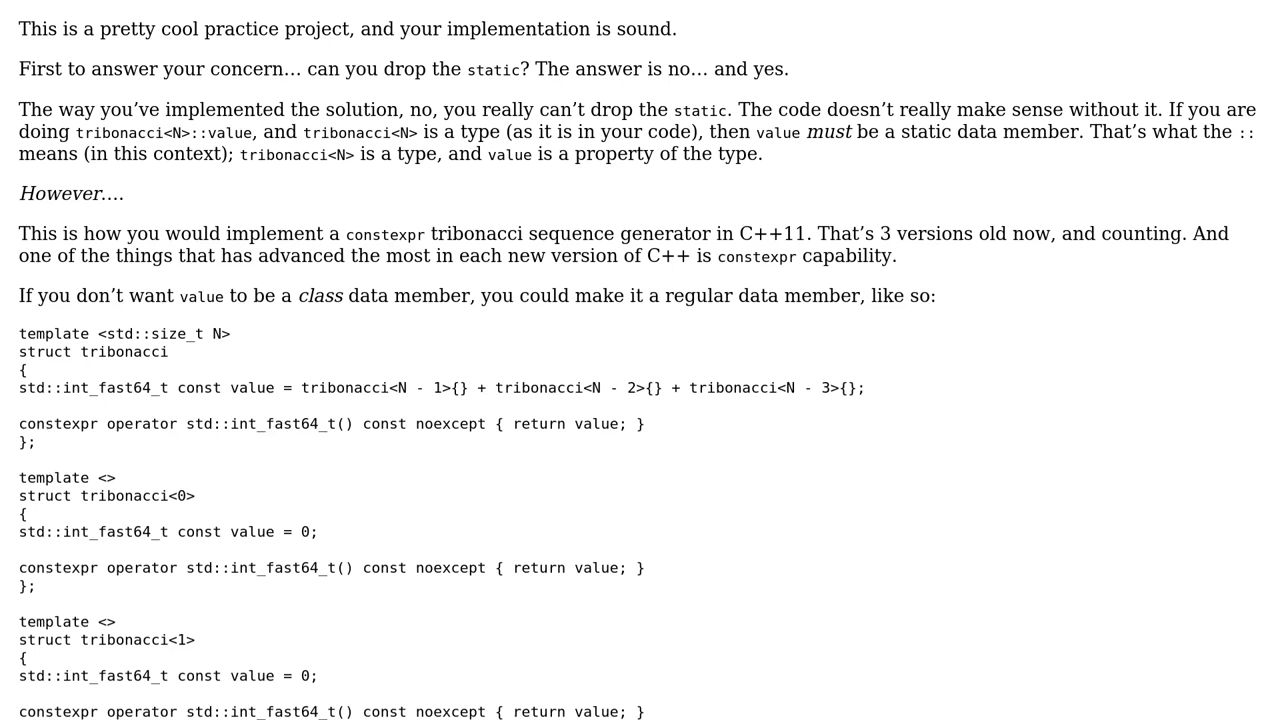 This is a pretty cool practice project, and your implementation is sound.
First to answer your concern… can you drop the static? The answer is no… and yes.
The way you’ve implemented the solution, no, you really can’t drop the static. The code doesn’t really make sense without it. If you are
doing tribonacci<N>::value, and tribonacci<N> is a type (as it is in your code), then value must be a static data member. That’s what the ::
means (in this context); tribonacci<N> is a type, and value is a property of the type.
However….
This is how you would implement a constexpr tribonacci sequence generator in C++11. That’s 3 versions old now, and counting. And
one of the things that has advanced the most in each new version of C++ is constexpr capability.
If you don’t want value to be a class data member, you could make it a regular data member, like so:
template <std::size_t N>
struct tribonacci
{
std::int_fast64_t const value = tribonacci<N - 1>{} + tribonacci<N - 2>{} + tribonacci<N - 3>{};
constexpr operator std::int_fast64_t() const noexcept { return value; }
};
template <>
struct tribonacci<0>
{
std::int_fast64_t const value = 0;
constexpr operator std::int_fast64_t() const noexcept { return value; }
};
template <>
struct tribonacci<1>
{
std::int_fast64_t const value = 0;
constexpr operator std::int_fast64_t() const noexcept { return value; }